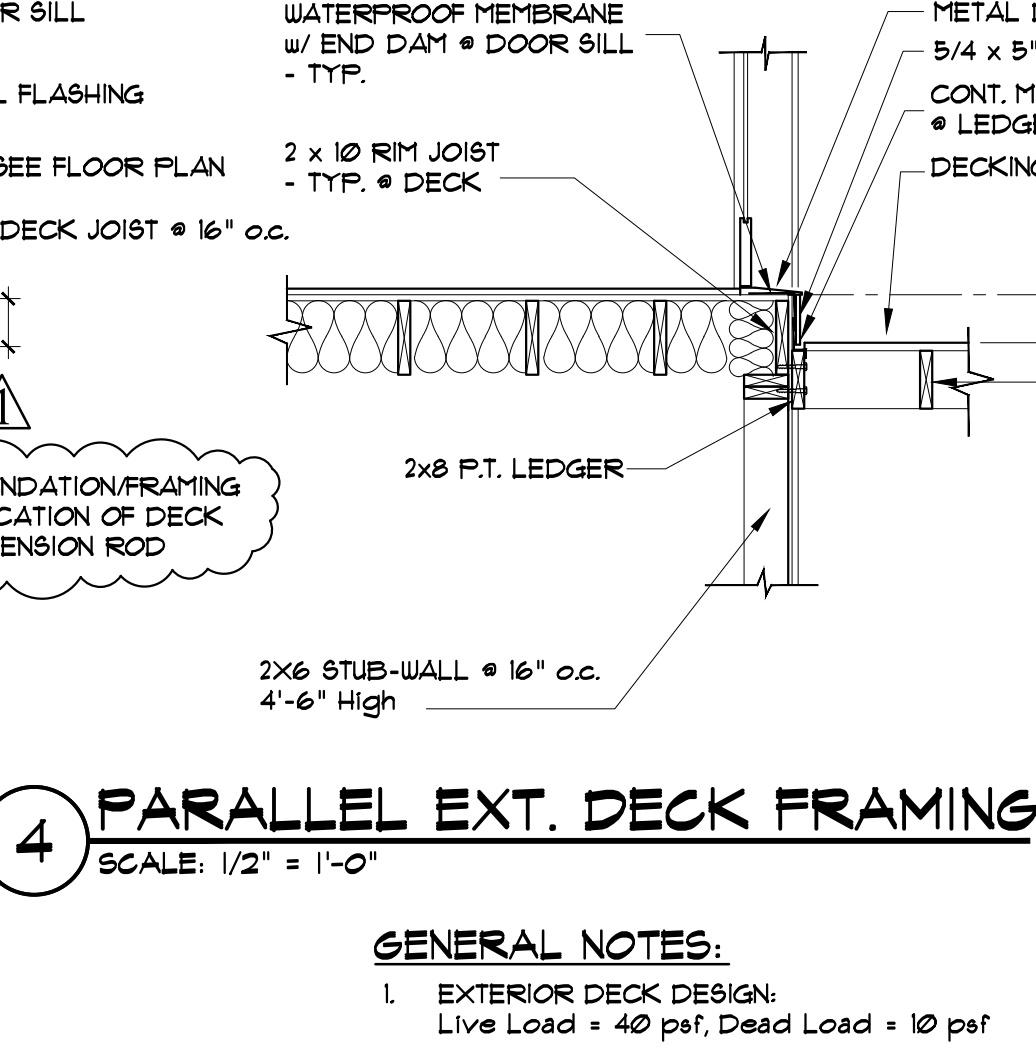 R SILL
L FLASHING
SEE FLOOR PLAN
DECK JOIST @ 16" o.c.
1
NDATION/FRAMING
CATION OF DECK
ENSION ROD
WATERPROOF MEMBRANE
w/ END DAM @ DOOR SILL
- TYP.
2 x 10 RIM JOIST
- TYP. @ DECK
METAL
5/4 x 5"
CONT. M
@ LEDGE
DECKING
2x8 P.T. LEDGER
2X6 STUB-WALL @ 16" o.c.
4'-6" High
4
PARALLEL EXT. DECK FRAMING
SCALE: 1/2" = 1'-0"
GENERAL NOTES:
1. EXTERIOR DECK DESIGN:
Live Load = 40 psf, Dead Load = 10 psf